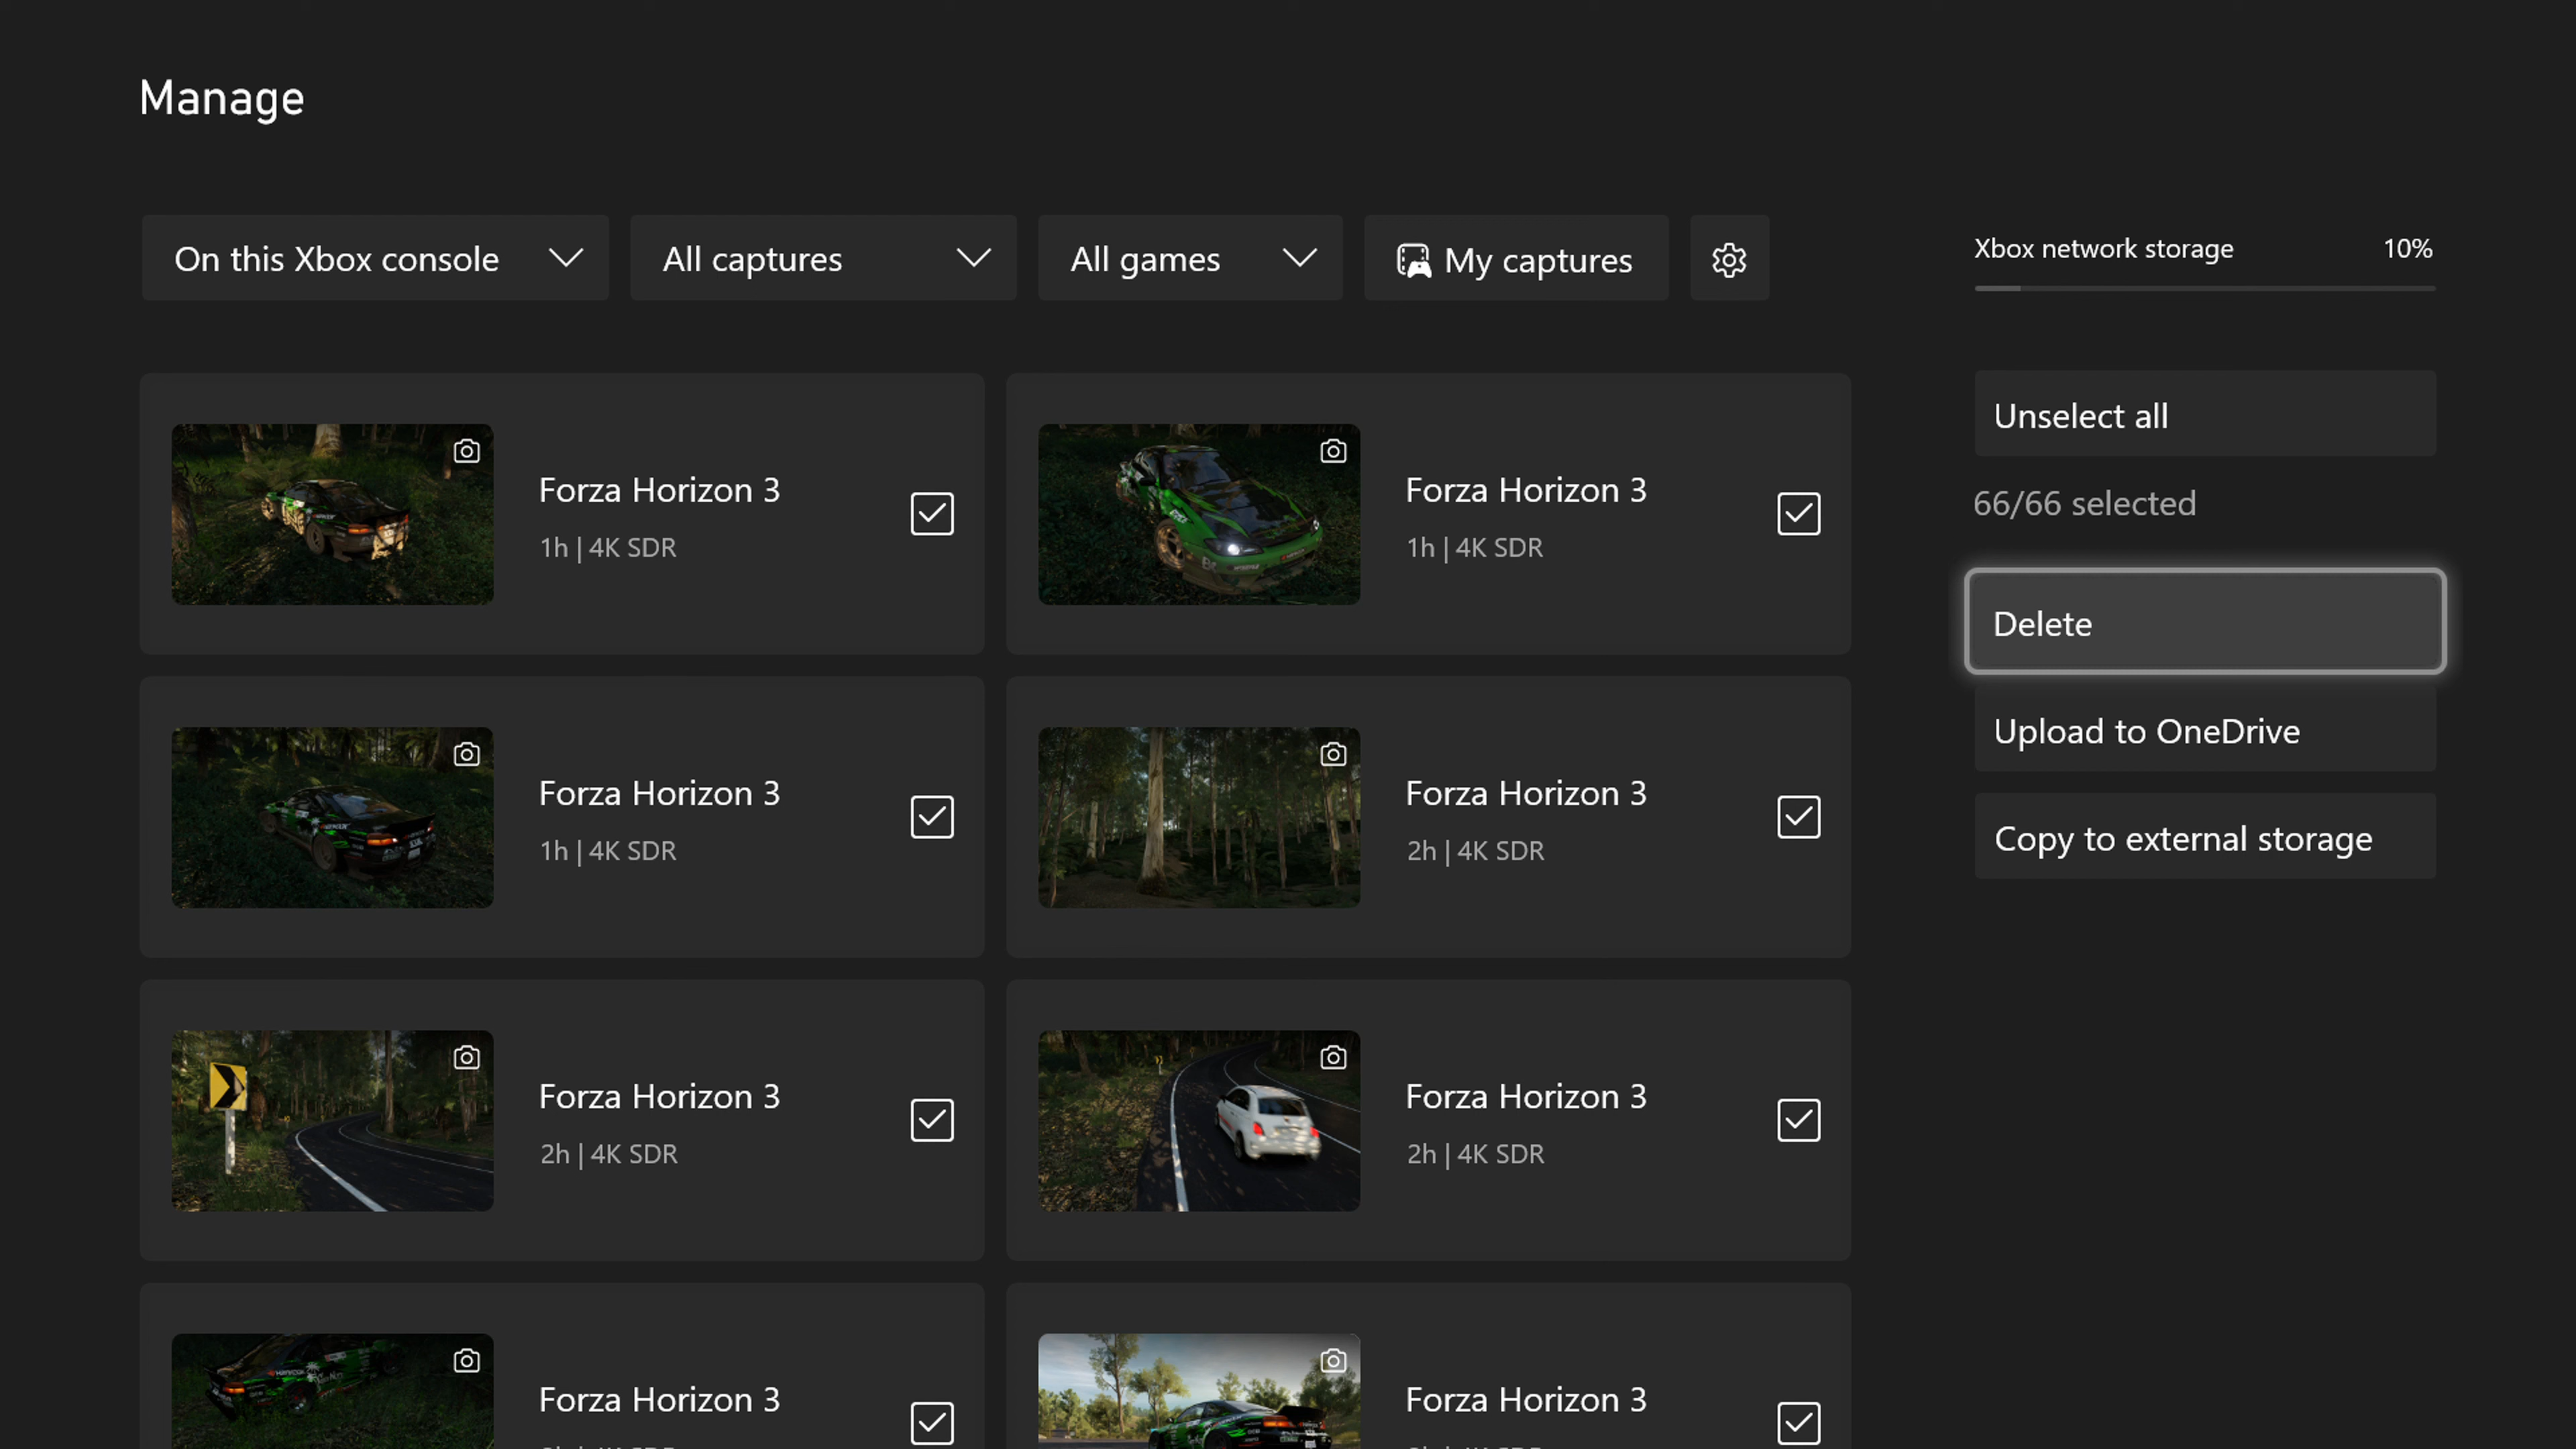 Manage
On this Xbox console
All captures
All games
My captures
Xbox network storage 10%
Forza Horizon 3
1h | 4K SDR
Forza Horizon 3
1h | 4K SDR
Forza Horizon 3
1h | 4K SDR
Forza Horizon 3
2h | 4K SDR
Forza Horizon 3
2h | 4K SDR
Forza Horizon 3
2h | 4K SDR
Forza Horizon 3
Forza Horizon 3
Unselect all
66/66 selected
Delete
Upload to OneDrive
Copy to external storage